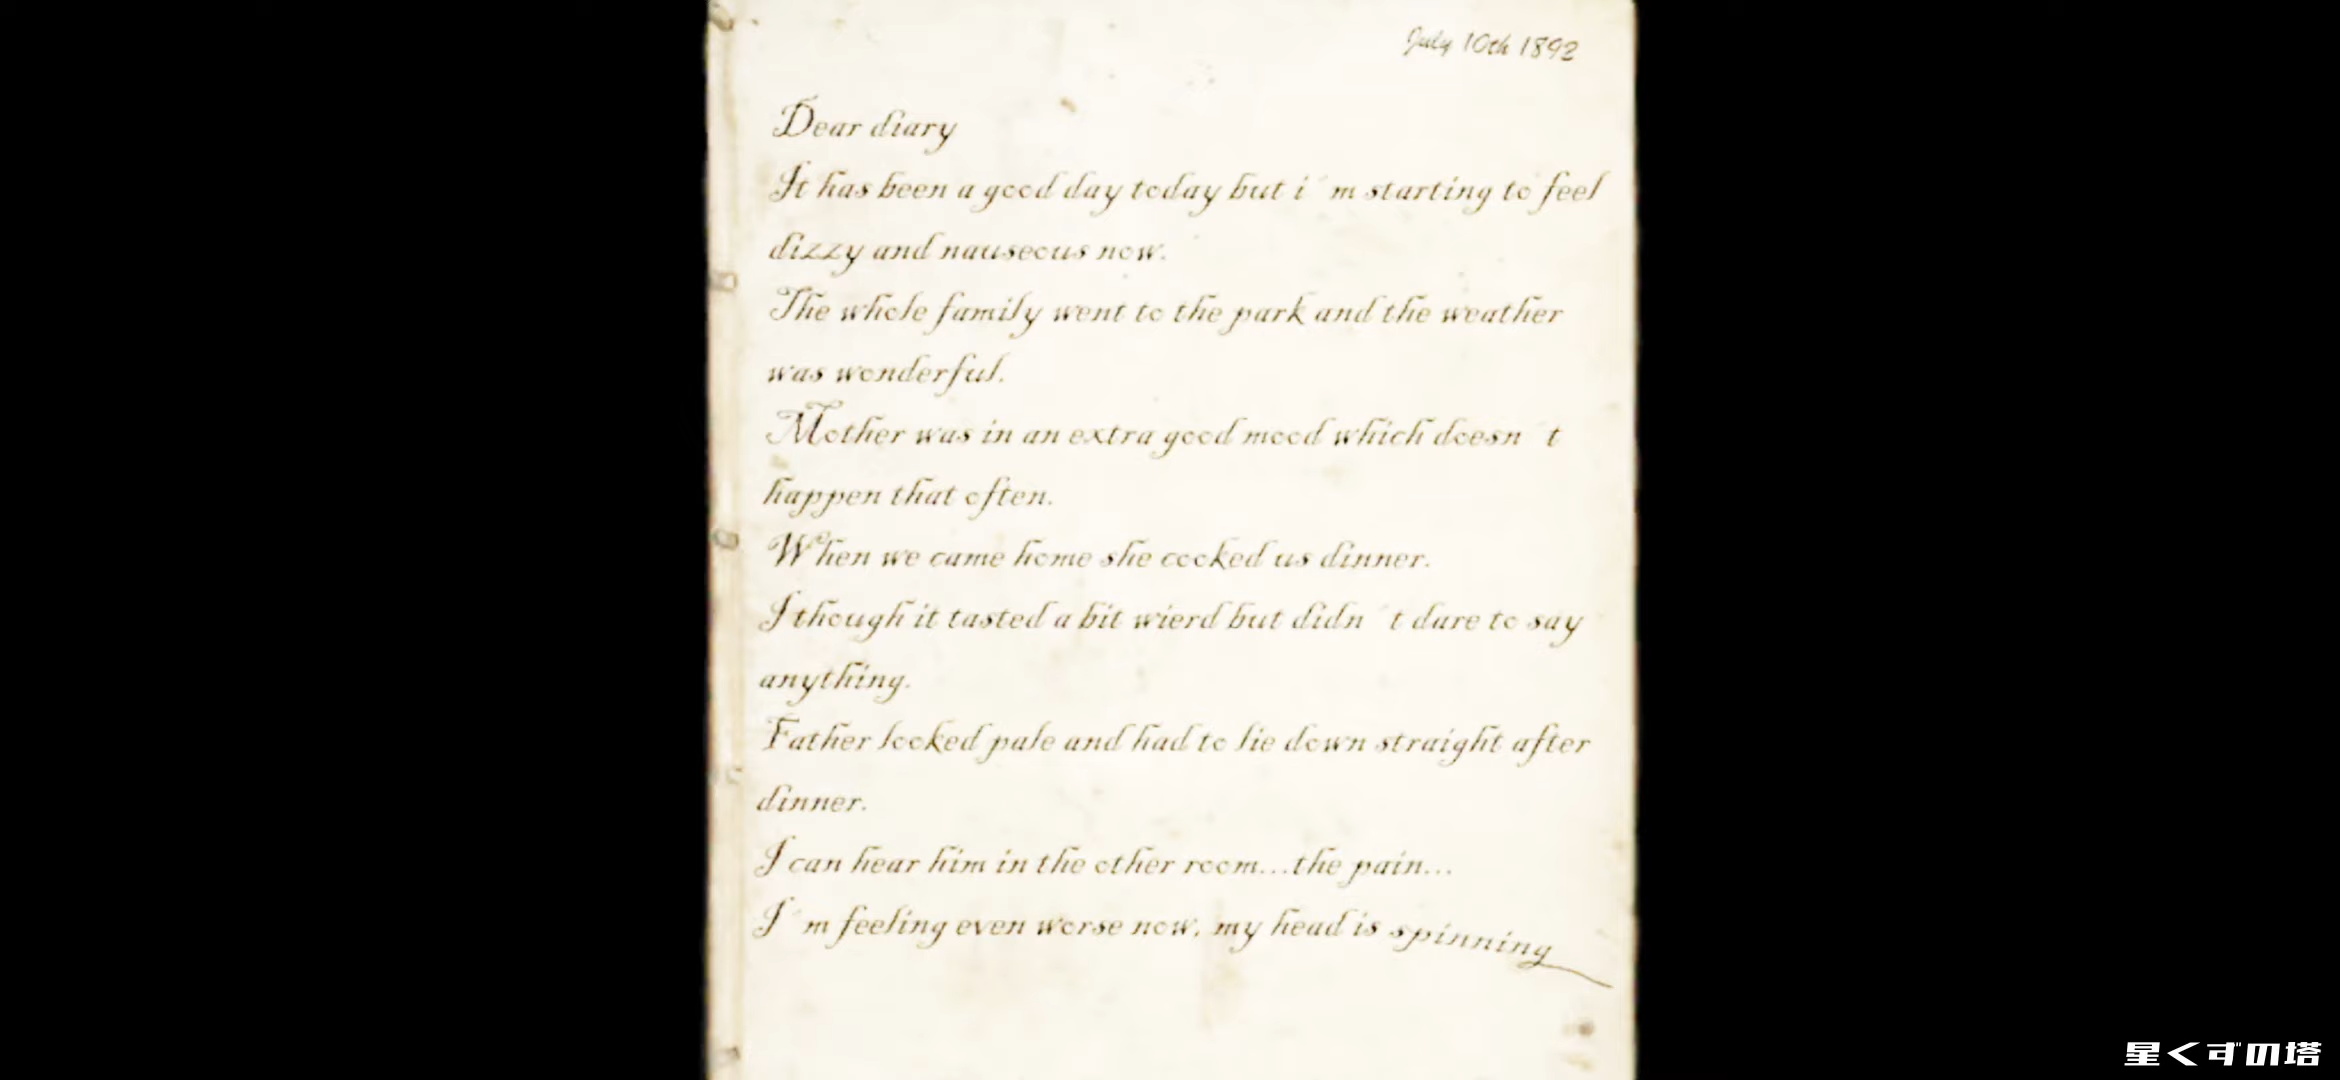 July 10th 1892
Dear diary
It has been a good day today but i´m starting to feel
dizzy and nauseous now.
The whole family went to the park and the weather
was wonderful.
Mother was in an extra good mood which doesn´t
happen that often.
When we came home she cooked us dinner.
I though it tasted a bit wierd but didn´t dare to say
anything.
Father looked pale and had to lie down straight after
dinner.
I can hear him in the other room...the pain...
I´m feeling even worse now, my head is spinning
星くずの塔